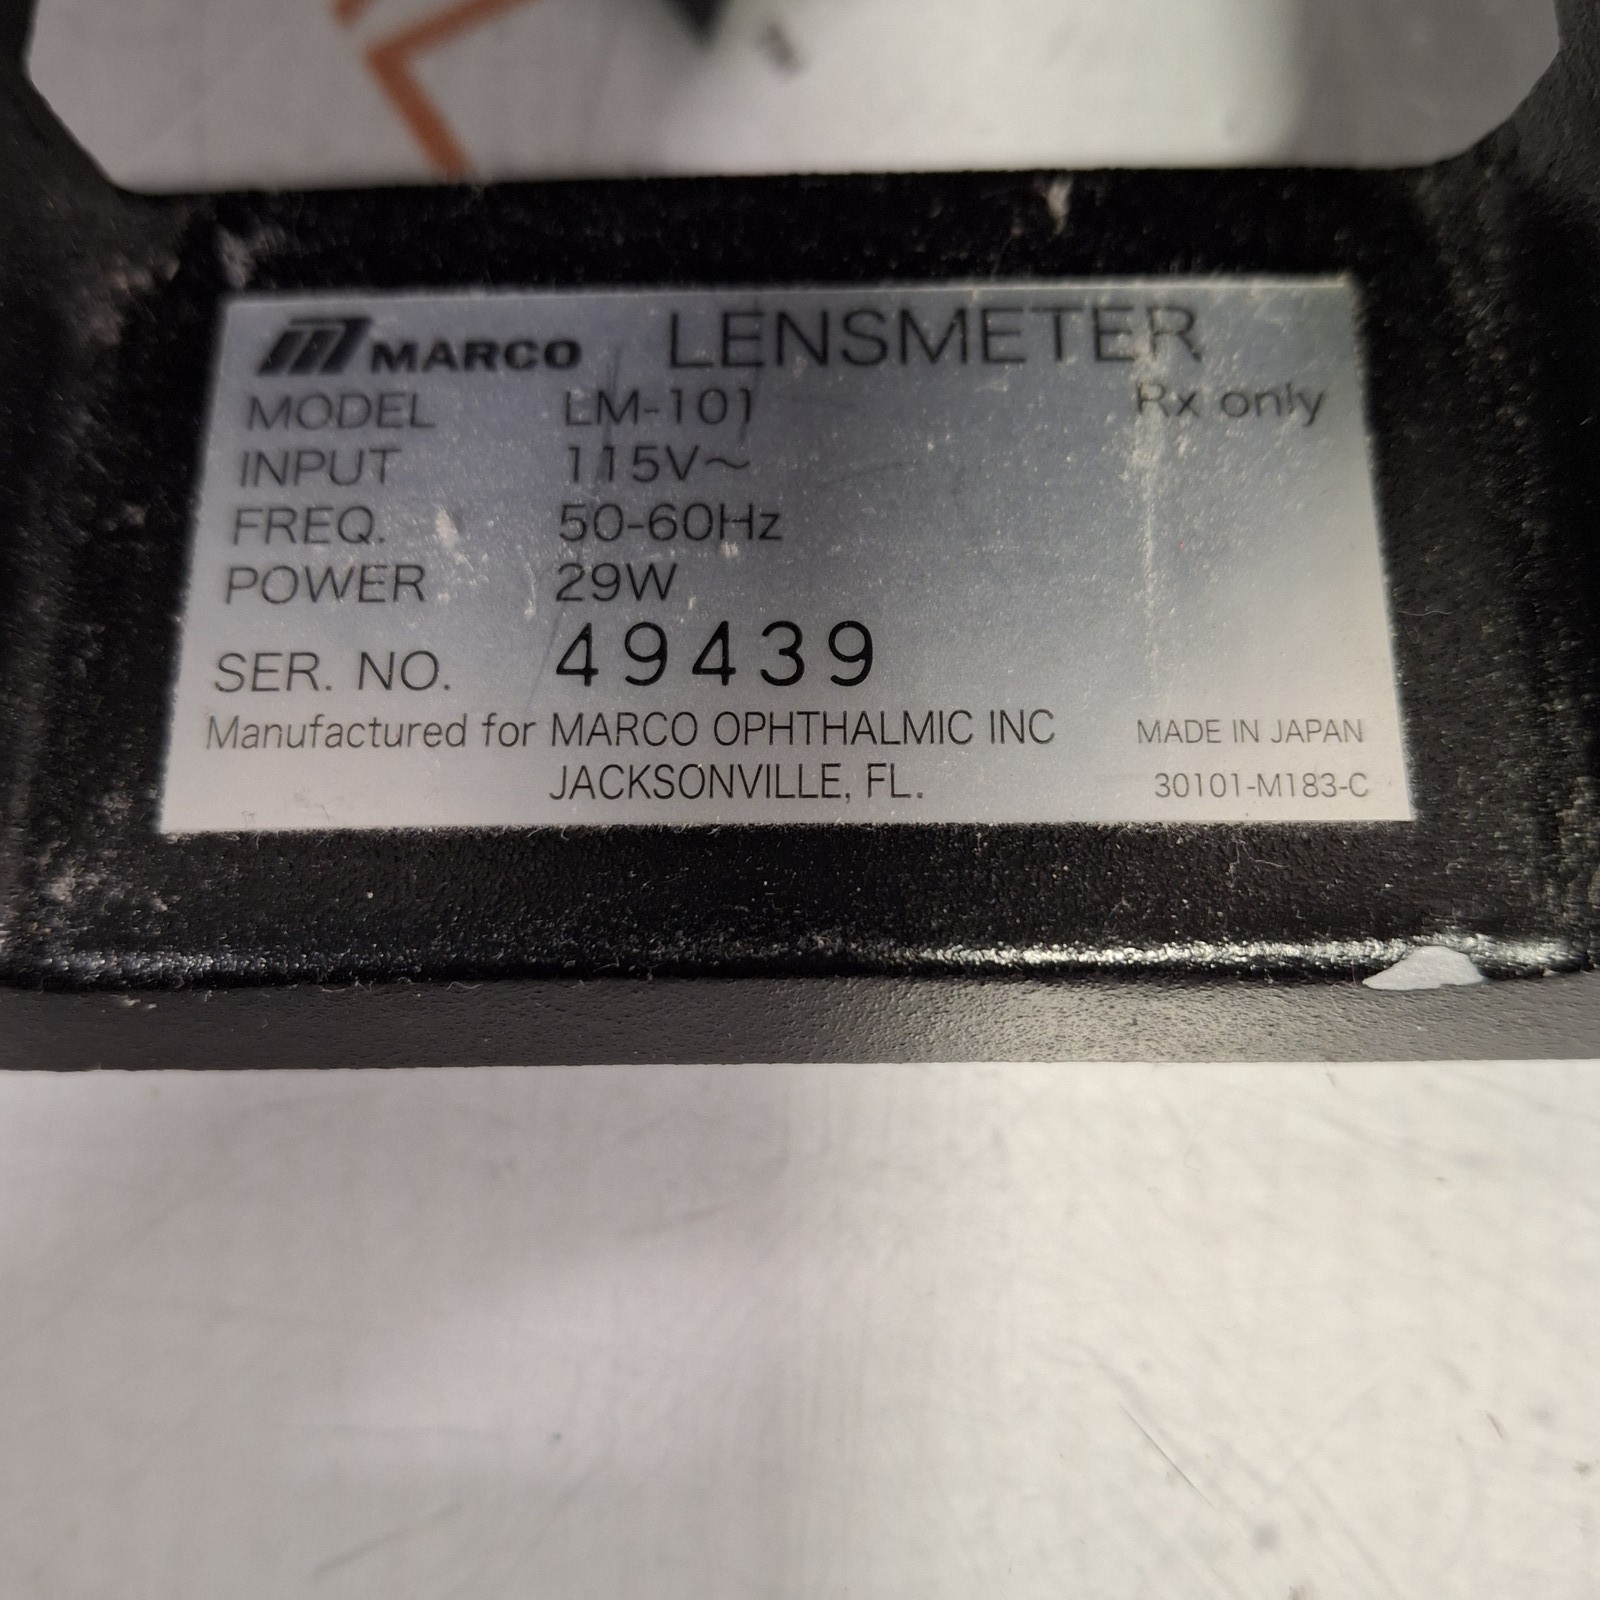 MARCO LENSMETER
MODEL LM-101 Rx only
INPUT 115V~
FREQ. 50-60Hz
POWER 29W
SER. NO. 49439
Manufactured for MARCO OPHTHALMIC INC MADE IN JAPAN
JACKSONVILLE, FL. 30101-M183-C